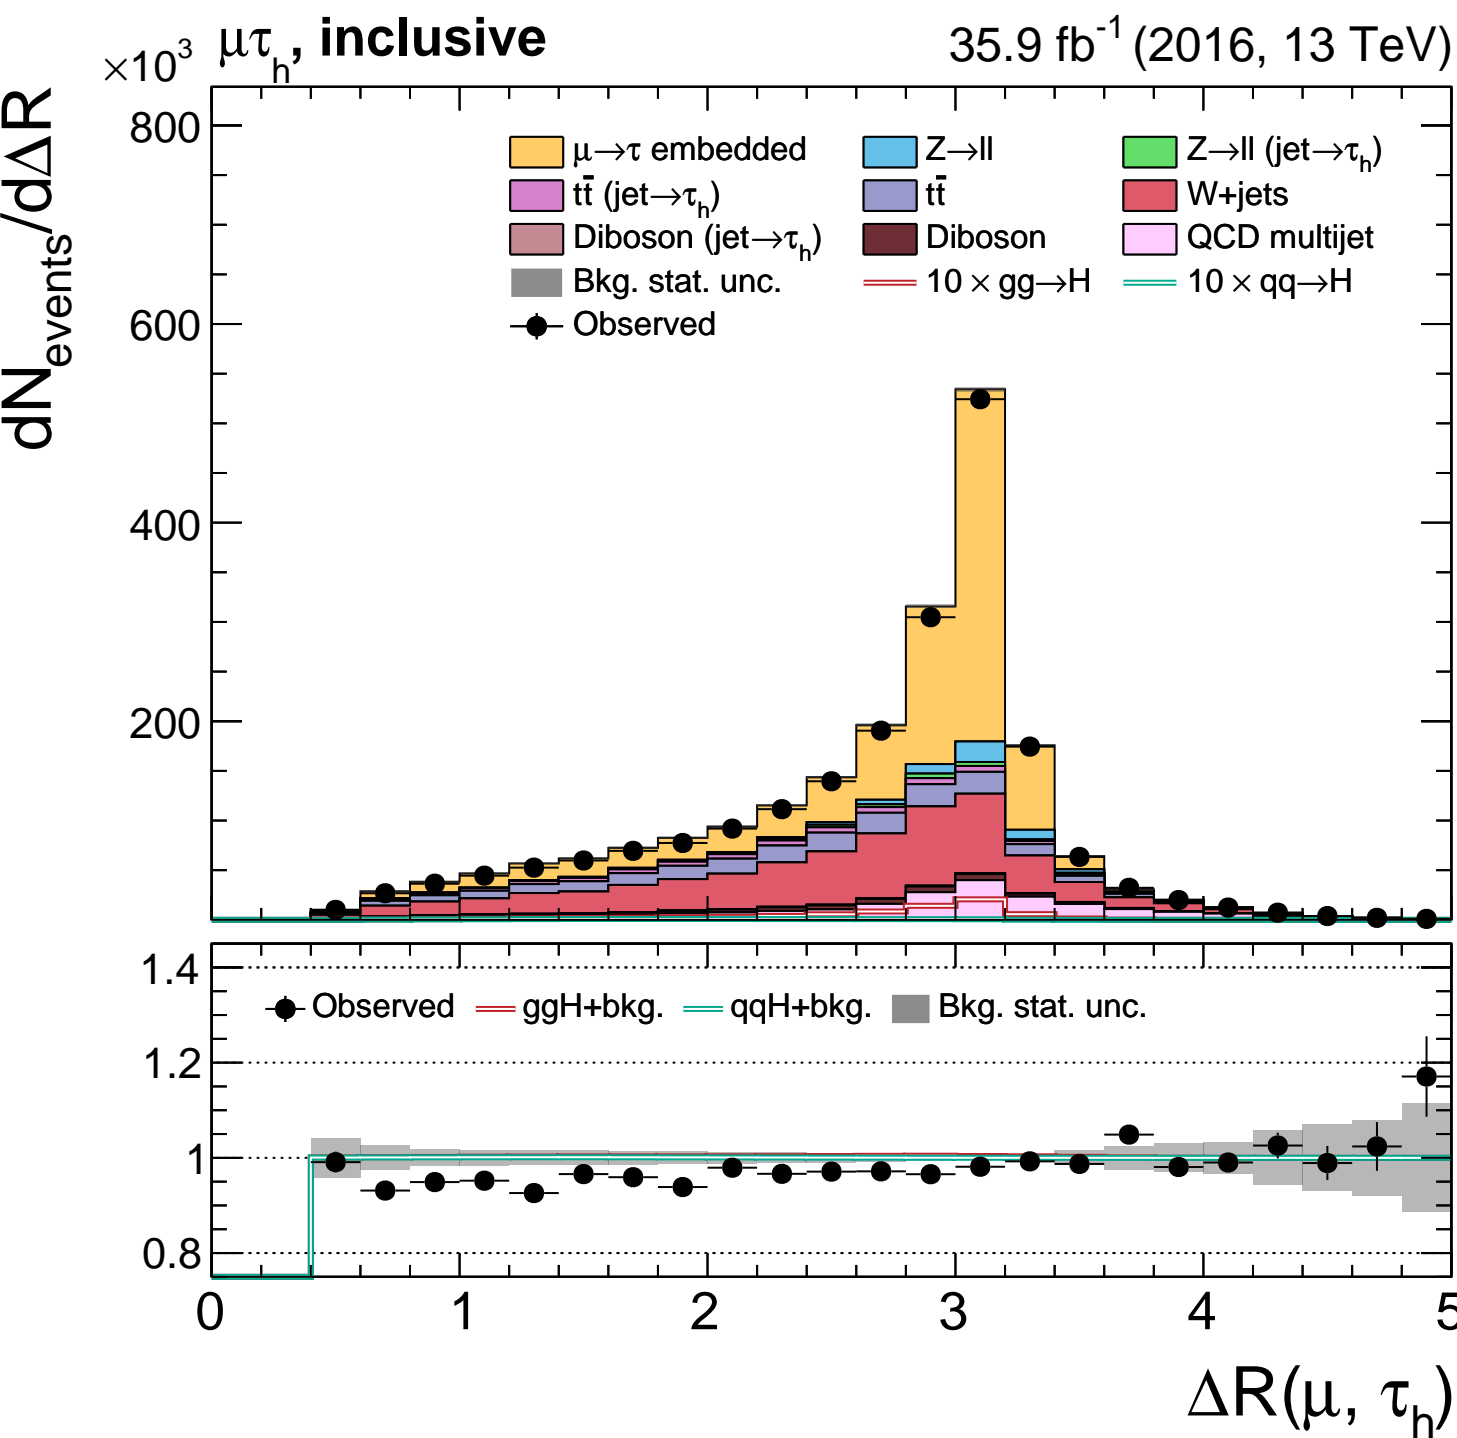 ×10³ μτₕ, inclusive 35.9 fb⁻¹ (2016, 13 TeV)
dN_events/dΔR
800
600
400
200
μ→τ embedded Z→ll Z→ll (jet→τₕ)
tt̄ (jet→τₕ) tt̄ W+jets
Diboson (jet→τₕ) Diboson QCD multijet
Bkg. stat. unc. 10 × gg→H 10 × qq→H
Observed
1.4
1.2
1
0.8
Observed ggH+bkg. qqH+bkg. Bkg. stat. unc.
0 1 2 3 4 5
ΔR(μ, τₕ)